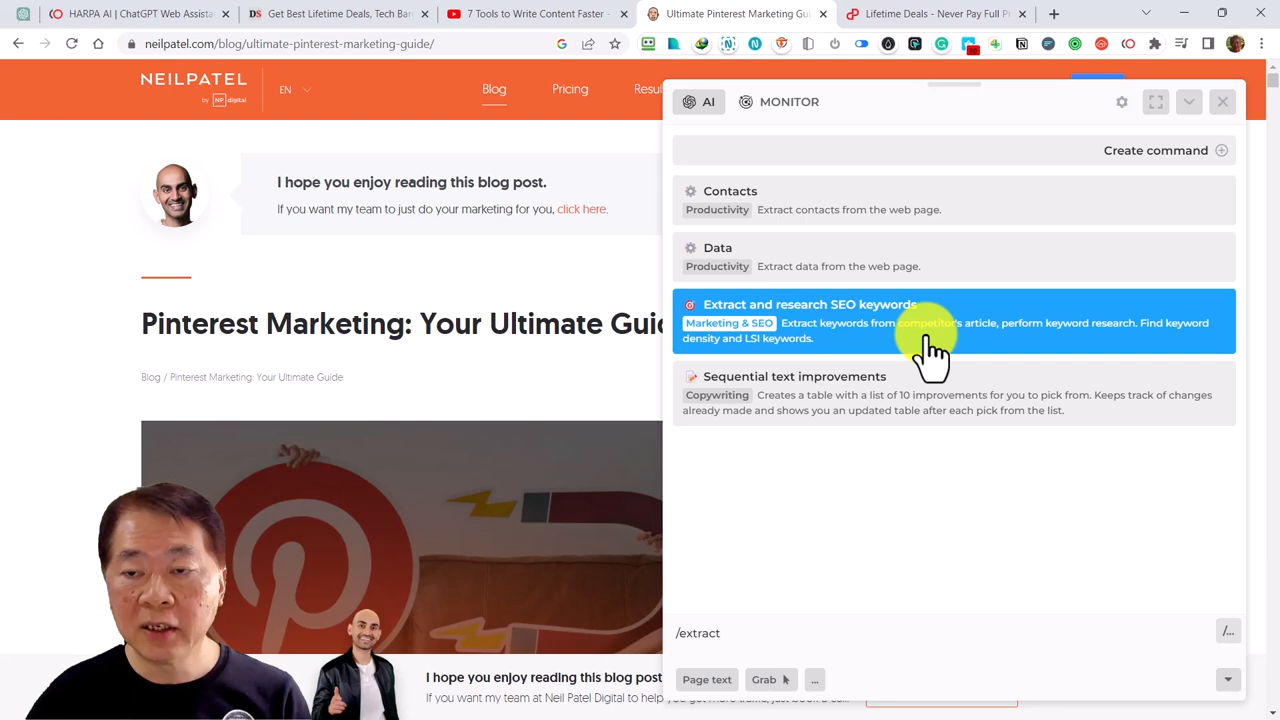 HARPA AI | ChatGPT Web Assista
Get Best Lifetime Deals, Tech Bar
7 Tools to Write Content Faster -
Ultimate Pinterest Marketing Gui
Lifetime Deals - Never Pay Full P
neilpatel.com/blog/ultimate-pinterest-marketing-guide/
NEILPATEL
by NP digital
EN
Blog
Pricing
Resul
I hope you enjoy reading this blog post.
If you want my team to just do your marketing for you, click here.
Pinterest Marketing: Your Ultimate Guid
Blog / Pinterest Marketing: Your Ultimate Guide
I hope you enjoy reading this blog post
If you want my team at Neil Patel Digital to help
AI
MONITOR
Create command
Contacts
Productivity Extract contacts from the web page.
Data
Productivity Extract data from the web page.
Extract and research SEO keywords
Marketing & SEO Extract keywords from competitor's article, perform keyword research. Find keyword
density and LSI keywords.
Sequential text improvements
Copywriting Creates a table with a list of 10 improvements for you to pick from. Keeps track of changes
already made and shows you an updated table after each pick from the list.
/extract
/...
Page text
Grab
...